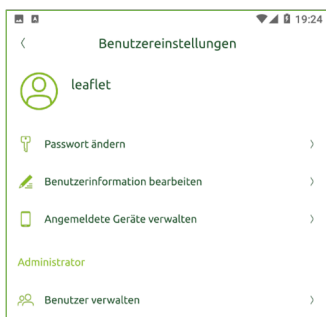 19:24
Benutzereinstellungen
leaflet
Passwort ändern
Benutzerinformation bearbeiten
Angemeldete Geräte verwalten
Administrator
Benutzer verwalten